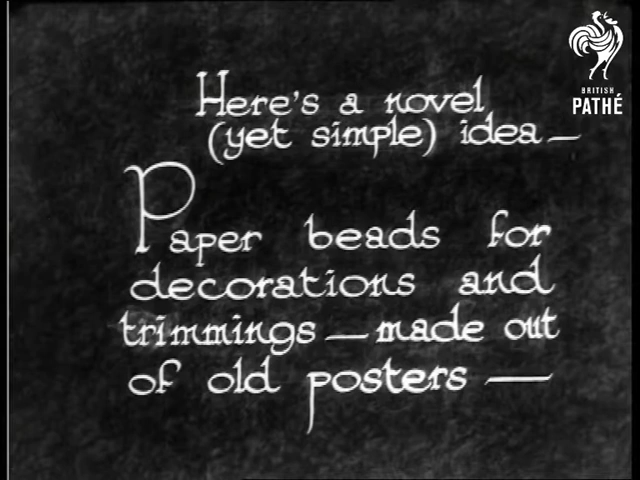 Here's a novel
(yet simple) idea —
Paper beads for
decorations and
trimmings — made out
of old posters —
BRITISH
PATHÉ